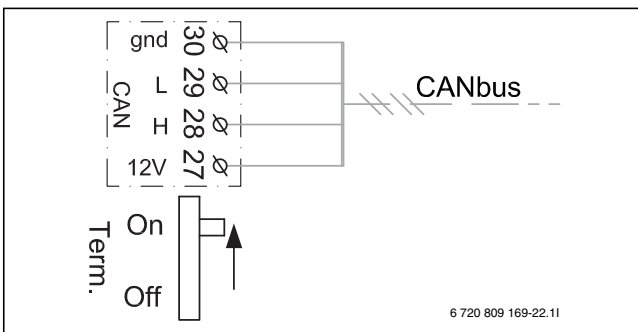 gnd 30
L 29
CAN
H 28
12V 27
CANbus
Term.
On
Off
6 720 809 169-22.1I